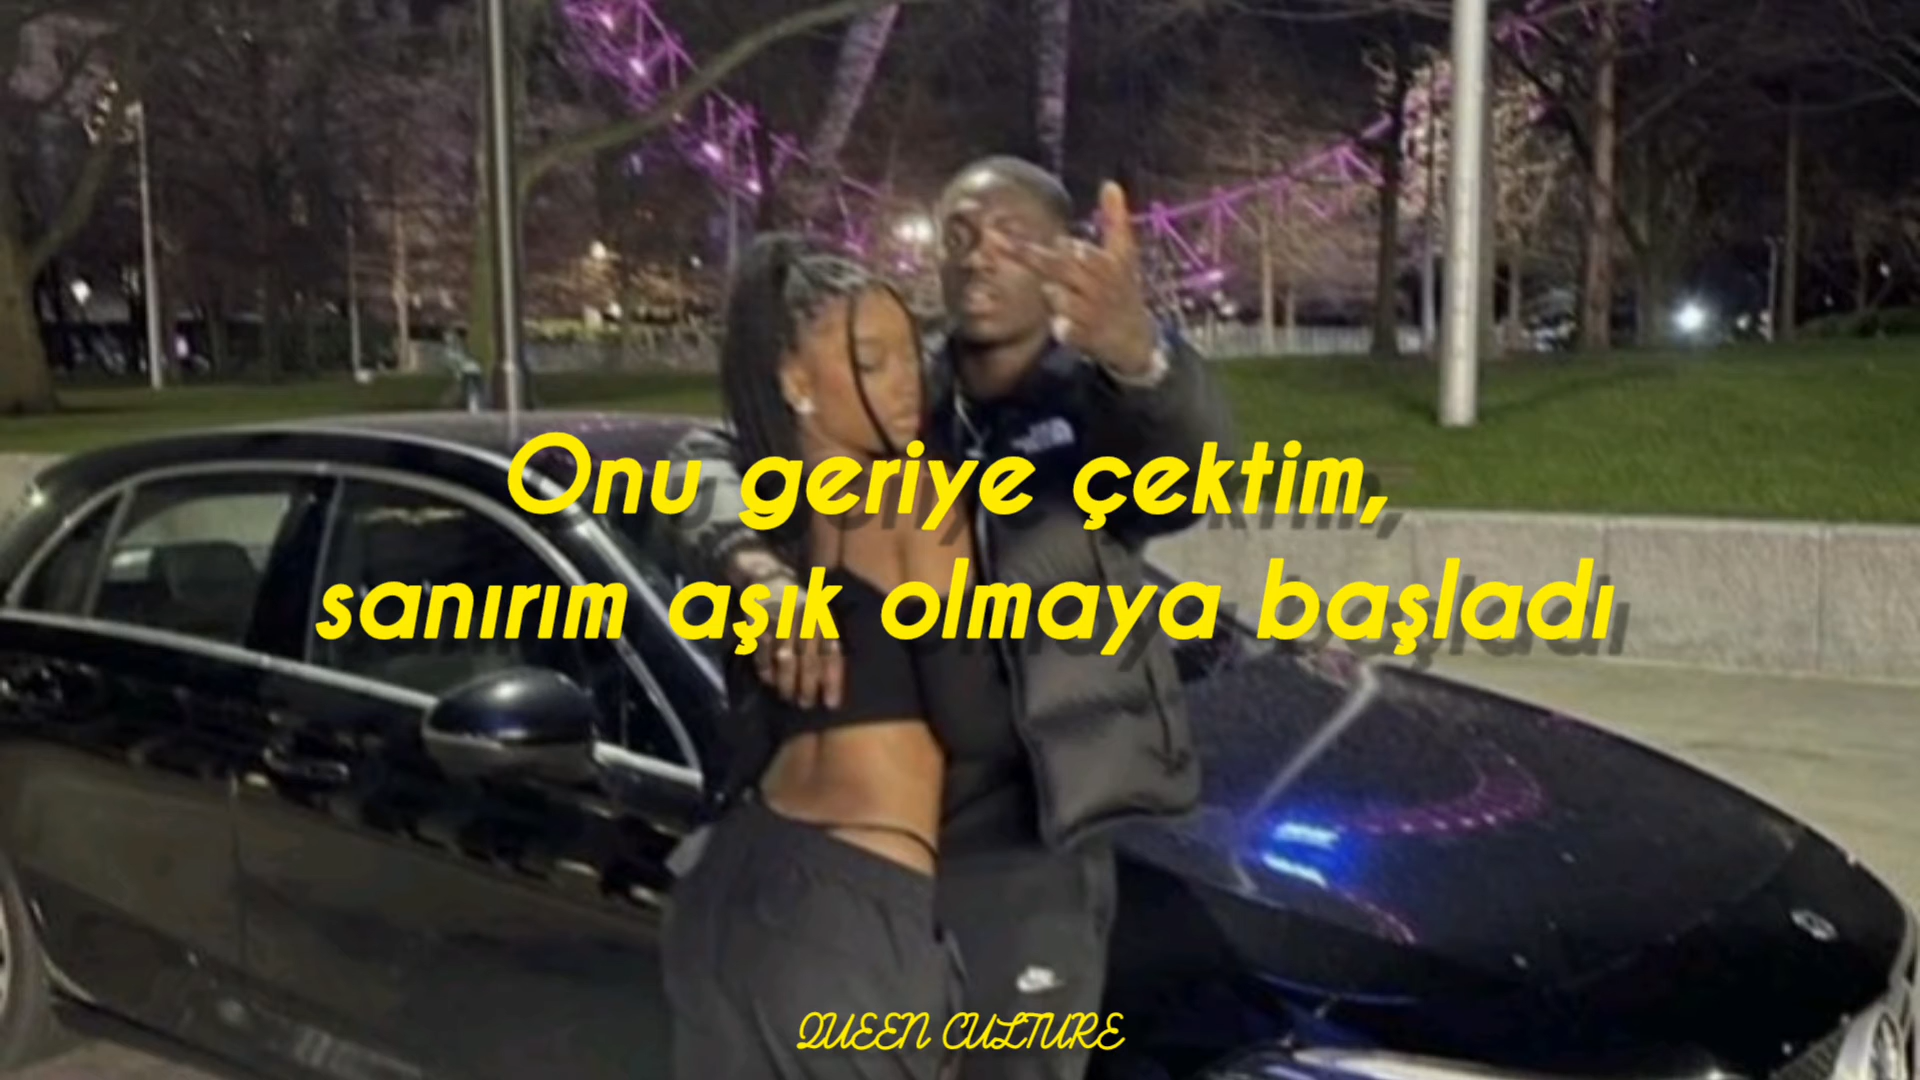 Onu geriye çektim,
sanırım aşık olmaya başladı
QUEEN CULTURE